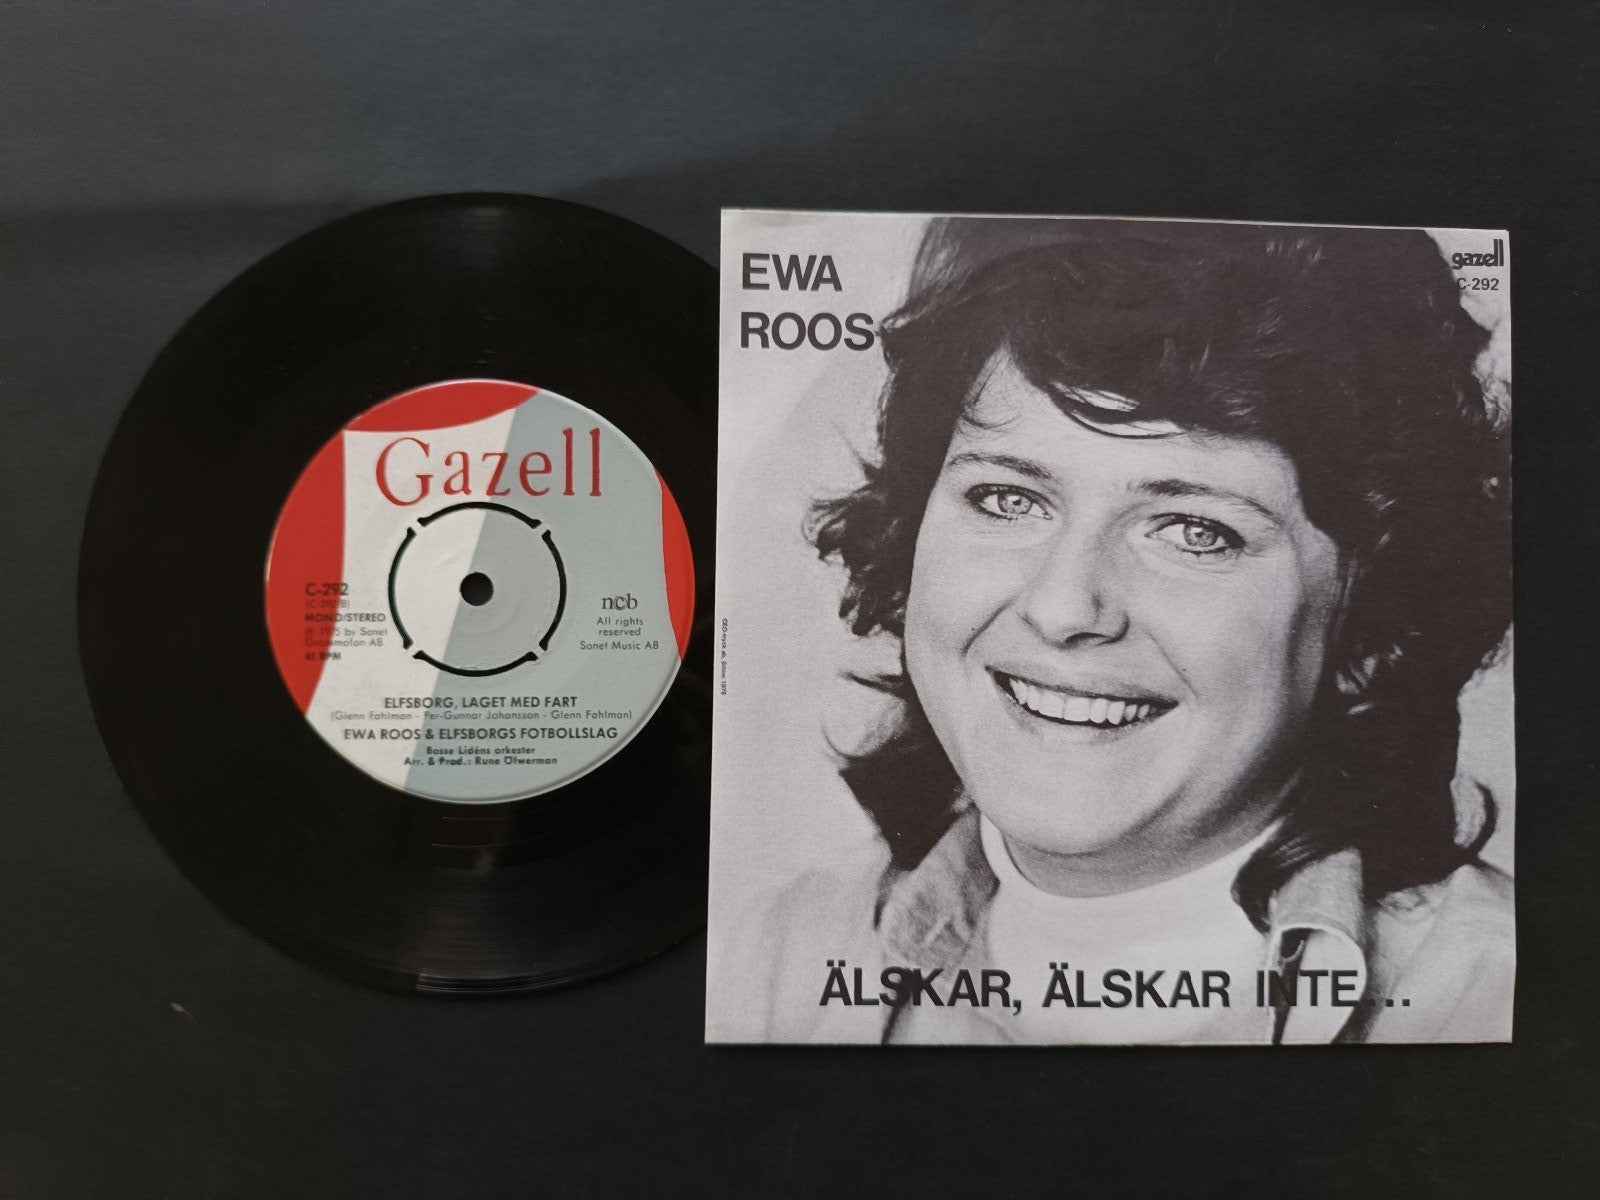 Gazell
C-292
(C-292-B)
MONO/STEREO
℗ 1975 by Sonet
Grammofon AB
45 RPM
ncb
All rights
reserved
Sonet Music AB
ELFSBORG, LAGET MED FART
(Glenn Fahlman - Per-Gunnar Johansson - Glenn Fahlman)
EWA ROOS & ELFSBORGS FOTBOLLSLAG
Bosse Lidéns orkester
Arr. & Prod.: Rune Öfwerman
EWA
ROOS
gazell
C-292
ÄLSKAR, ÄLSKAR INTE...